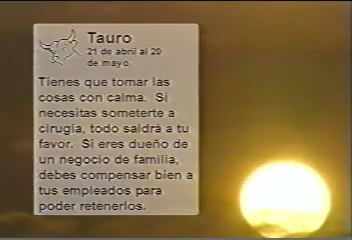 Tauro
21 de abril al 20
de mayo.
Tienes que tomar las
cosas con calma. Si
necesitas someterte a
cirugía, todo saldrá a tu
favor. Si eres dueño de
un negocio de familia,
debes compensar bien a
tus empleados para
poder retenerlos.